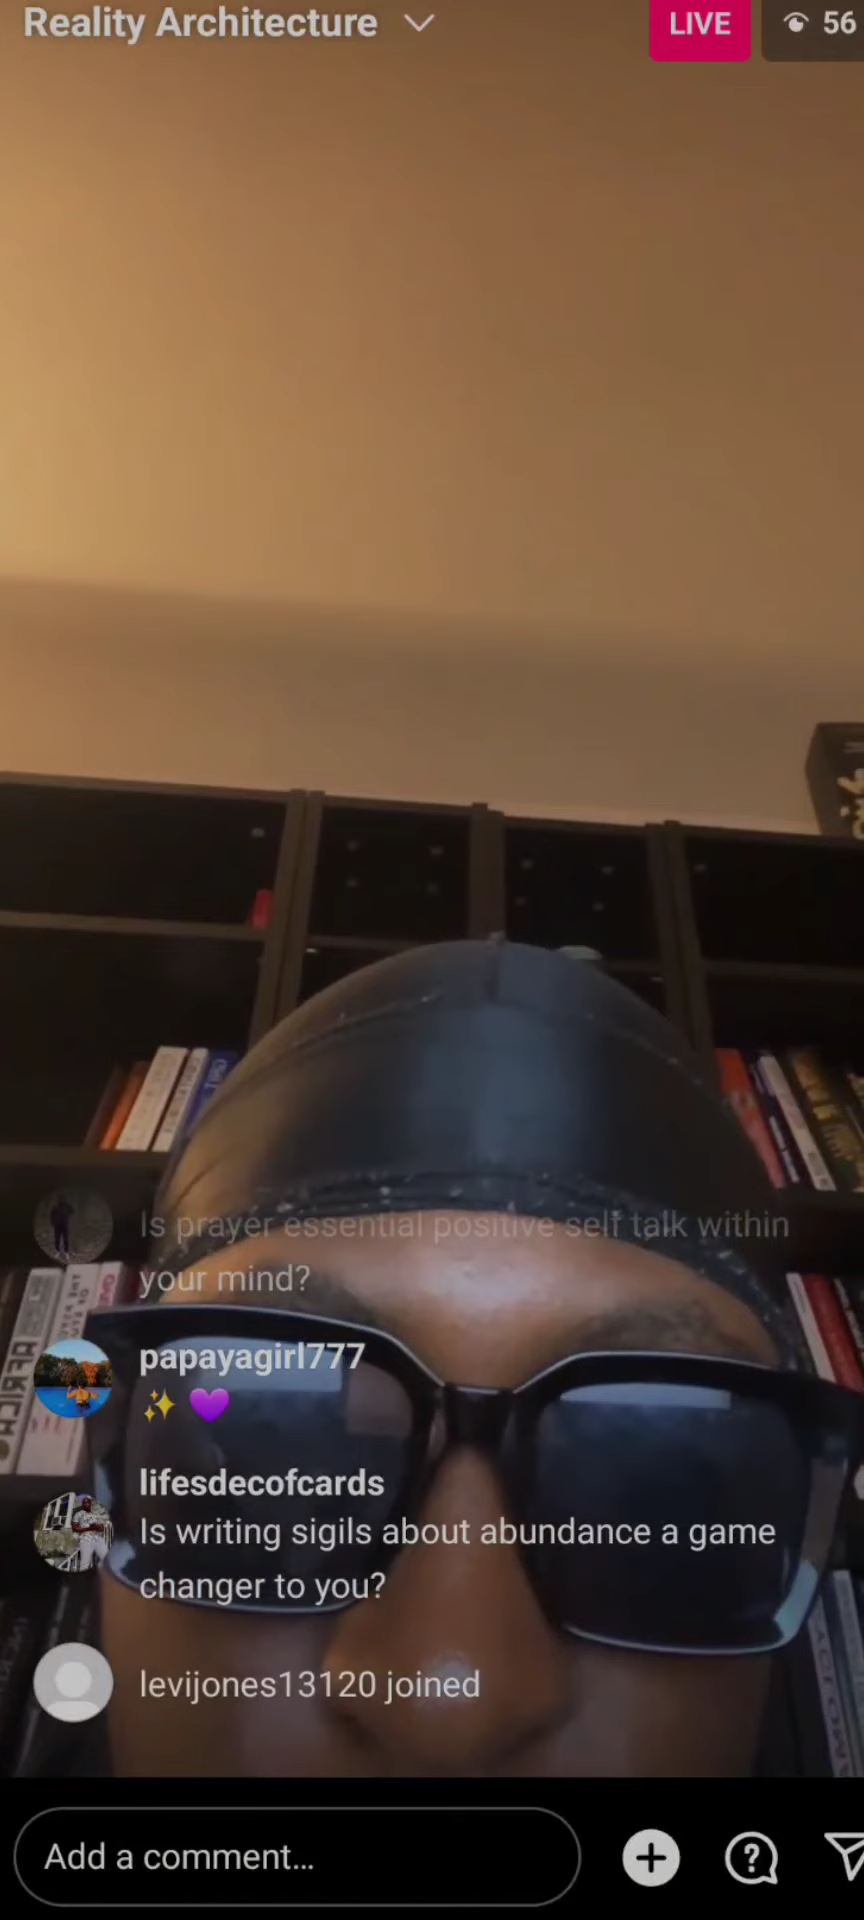 Reality Architecture
LIVE
56
Is prayer essential positive self talk within
your mind?
papayagirl777
✨ 💜
lifesdecofcards
Is writing sigils about abundance a game
changer to you?
levijones13120 joined
AFRICA
Add a comment...